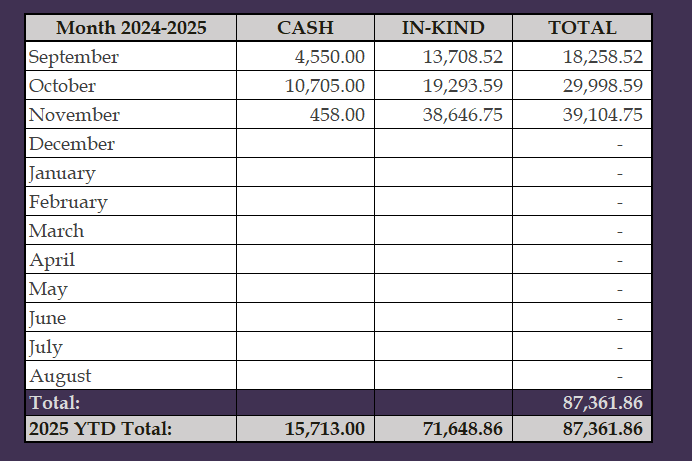 Month 2024-2025 CASH IN-KIND TOTAL
September 4,550.00 13,708.52 18,258.52
October 10,705.00 19,293.59 29,998.59
November 458.00 38,646.75 39,104.75
December -
January -
February -
March -
April -
May -
June -
July -
August -
Total: 87,361.86
2025 YTD Total: 15,713.00 71,648.86 87,361.86